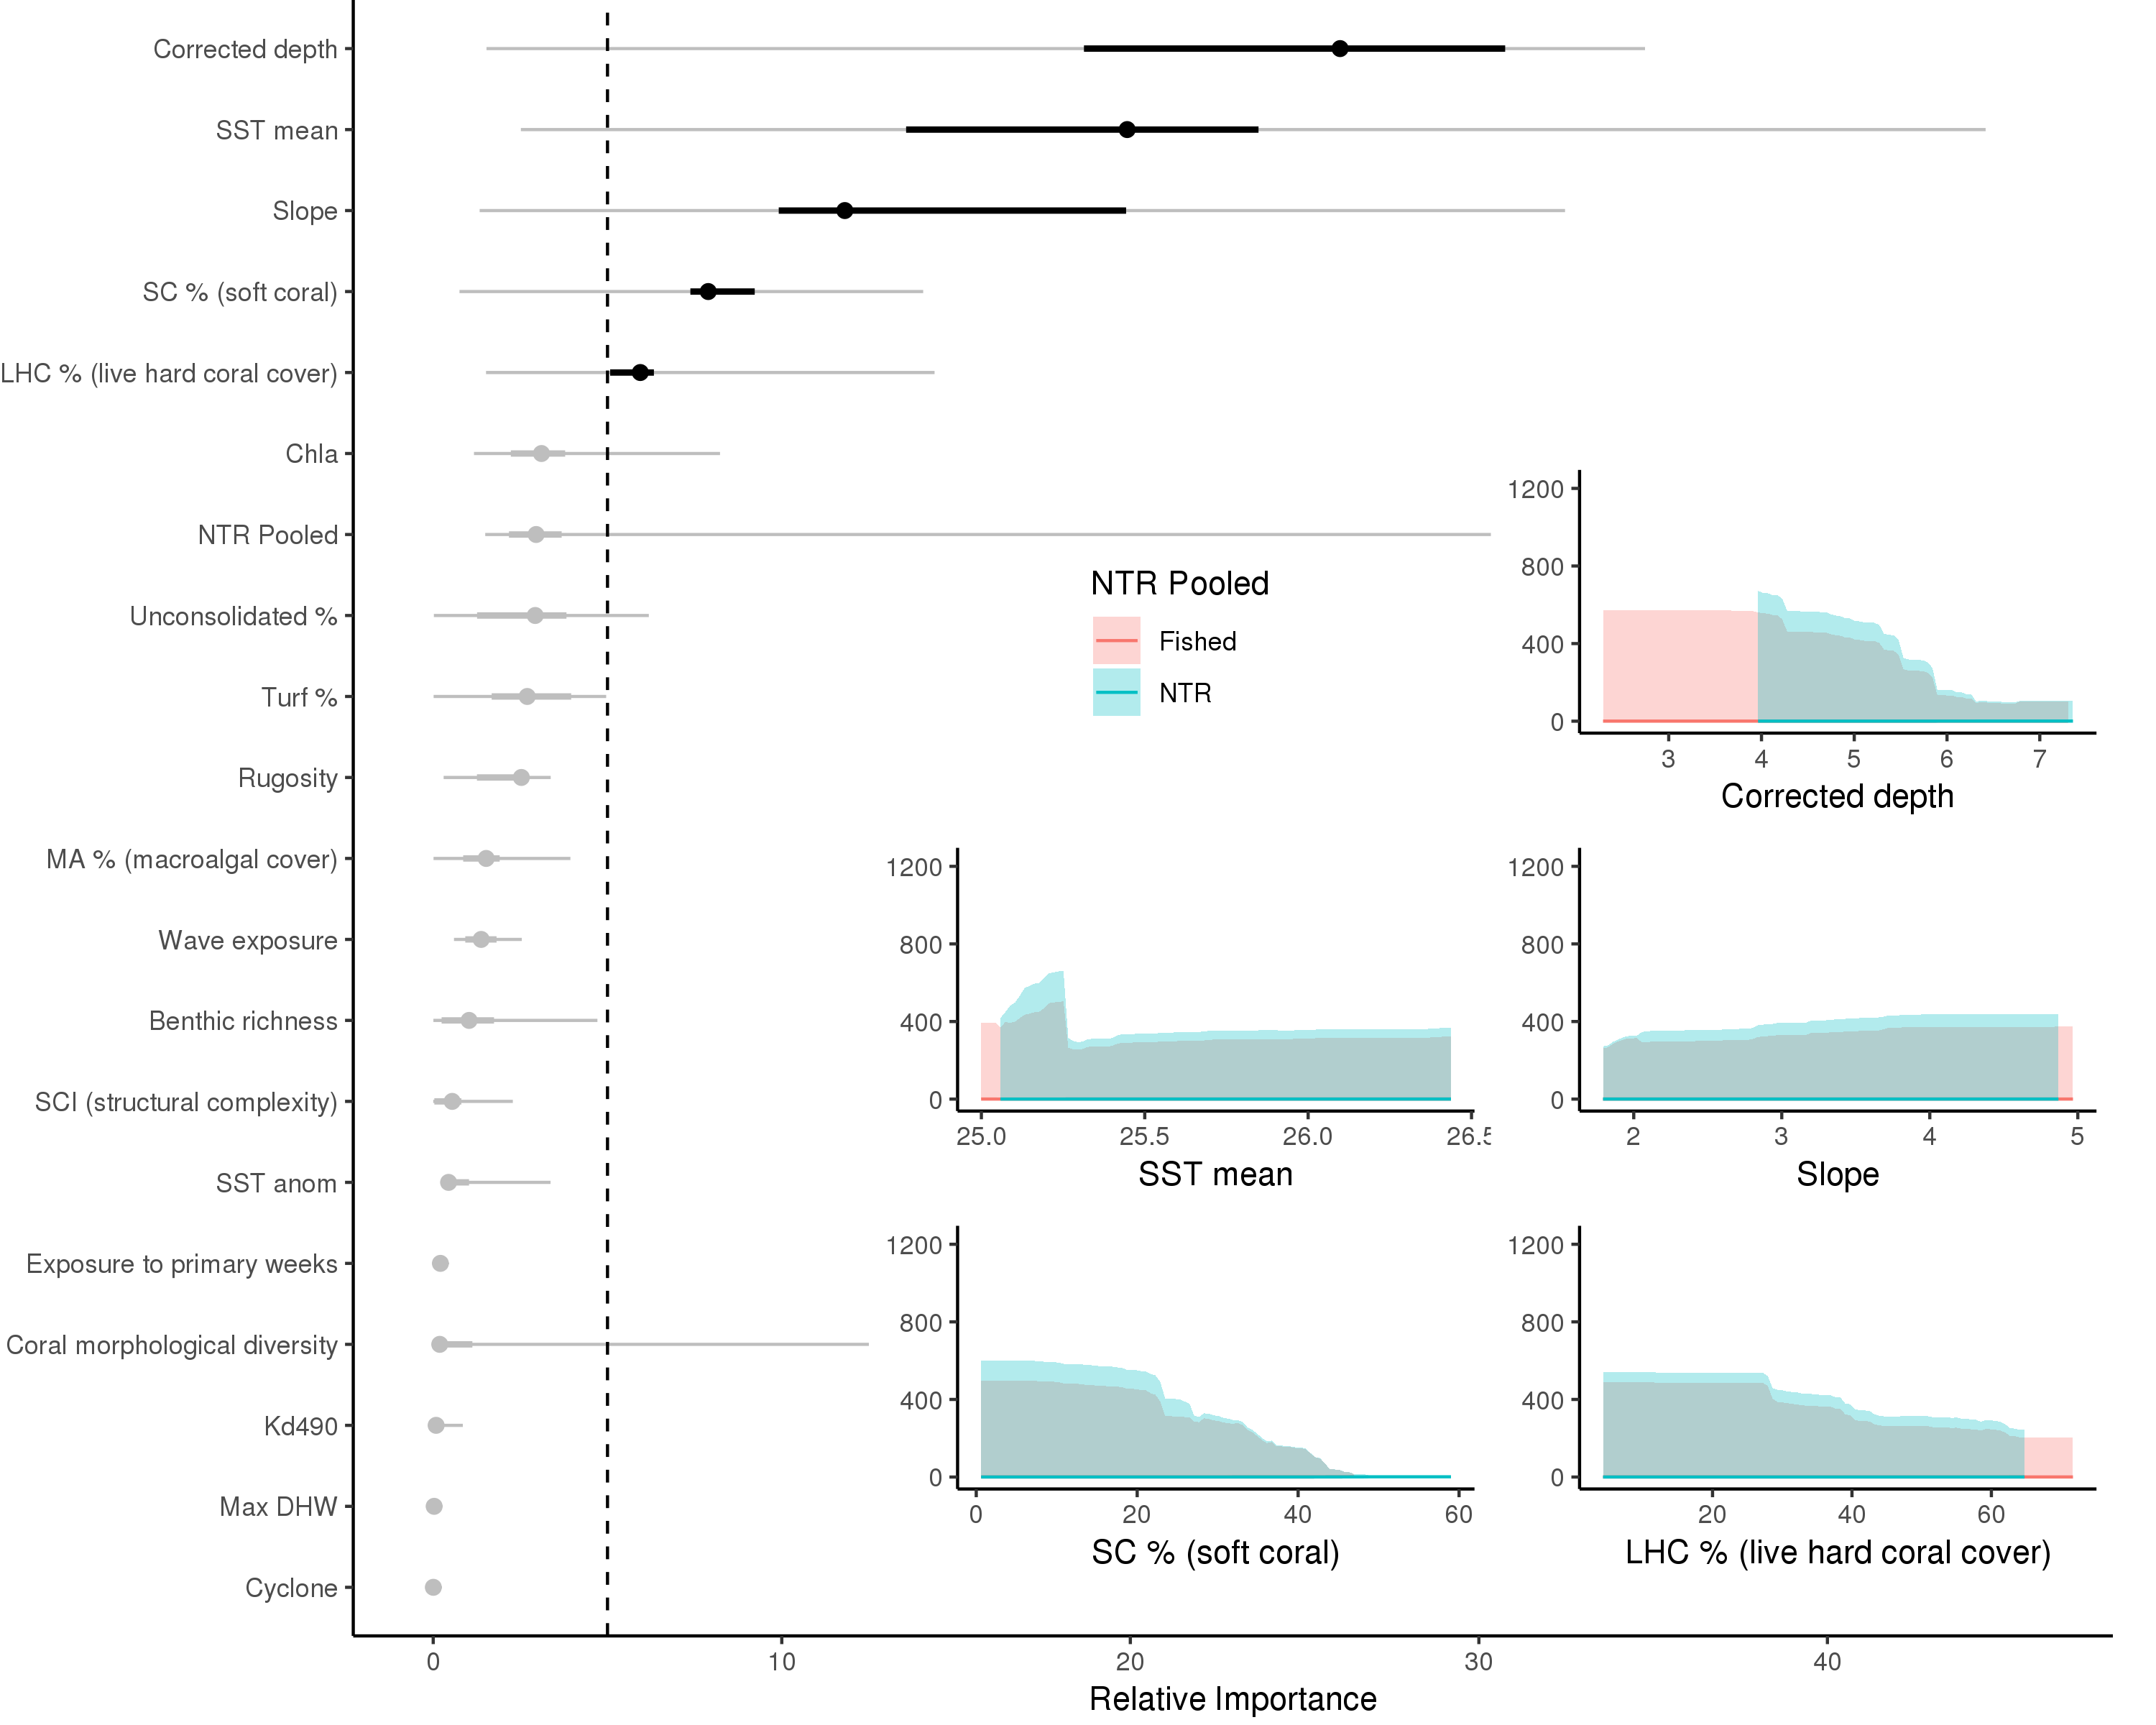 Corrected depth
SST mean
Slope
SC % (soft coral)
LHC % (live hard coral cover)
Chla
NTR Pooled
Unconsolidated %
Turf %
Rugosity
MA % (macroalgal cover)
Wave exposure
Benthic richness
SCI (structural complexity)
SST anom
Exposure to primary weeks
Coral morphological diversity
Kd490
Max DHW
Cyclone
0 10 20 30 40
Relative Importance
NTR Pooled
Fished
NTR
1200
800
400
0
3 4 5 6 7
Corrected depth
1200
800
400
0
25.0 25.5 26.0 26.5
SST mean
1200
800
400
0
2 3 4 5
Slope
1200
800
400
0
0 20 40 60
SC % (soft coral)
1200
800
400
0
20 40 60
LHC % (live hard coral cover)